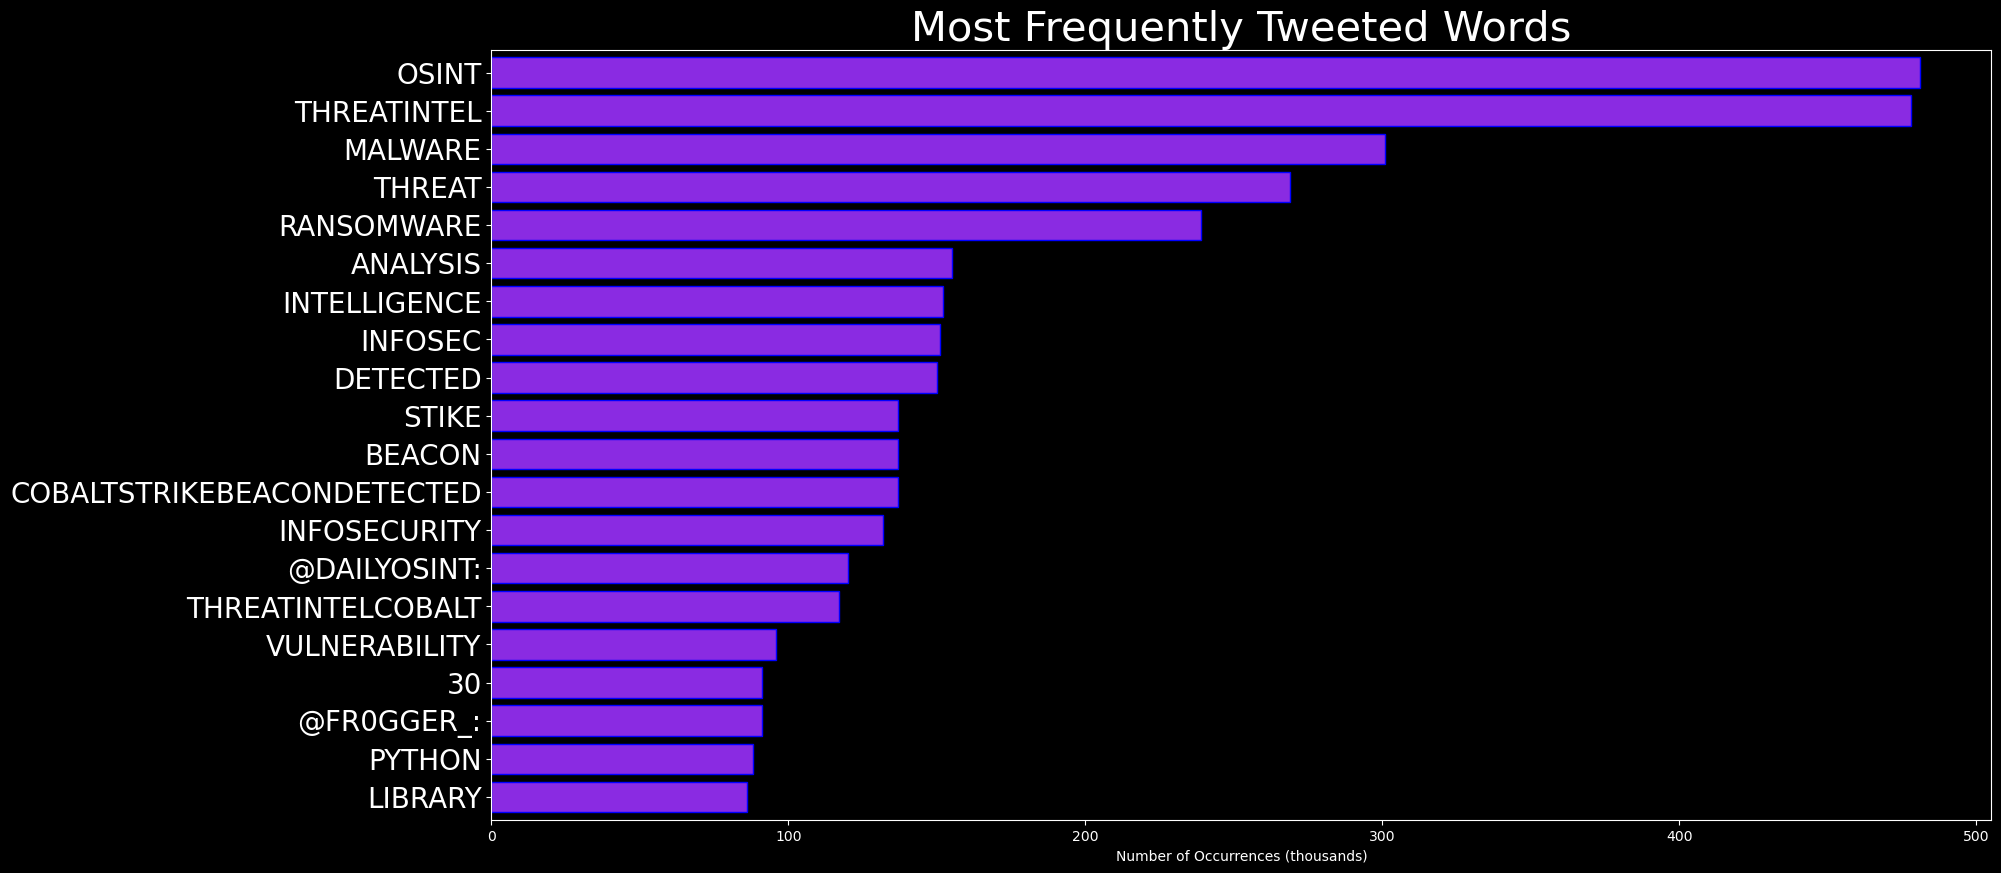 Most Frequently Tweeted Words
OSINT
THREATINTEL
MALWARE
THREAT
RANSOMWARE
ANALYSIS
INTELLIGENCE
INFOSEC
DETECTED
STIKE
BEACON
COBALTSTRIKEBEACONDETECTED
INFOSECURITY
@DAILYOSINT:
THREATINTELCOBALT
VULNERABILITY
30
@FR0GGER_:
PYTHON
LIBRARY
0 100 200 300 400 500
Number of Occurrences (thousands)